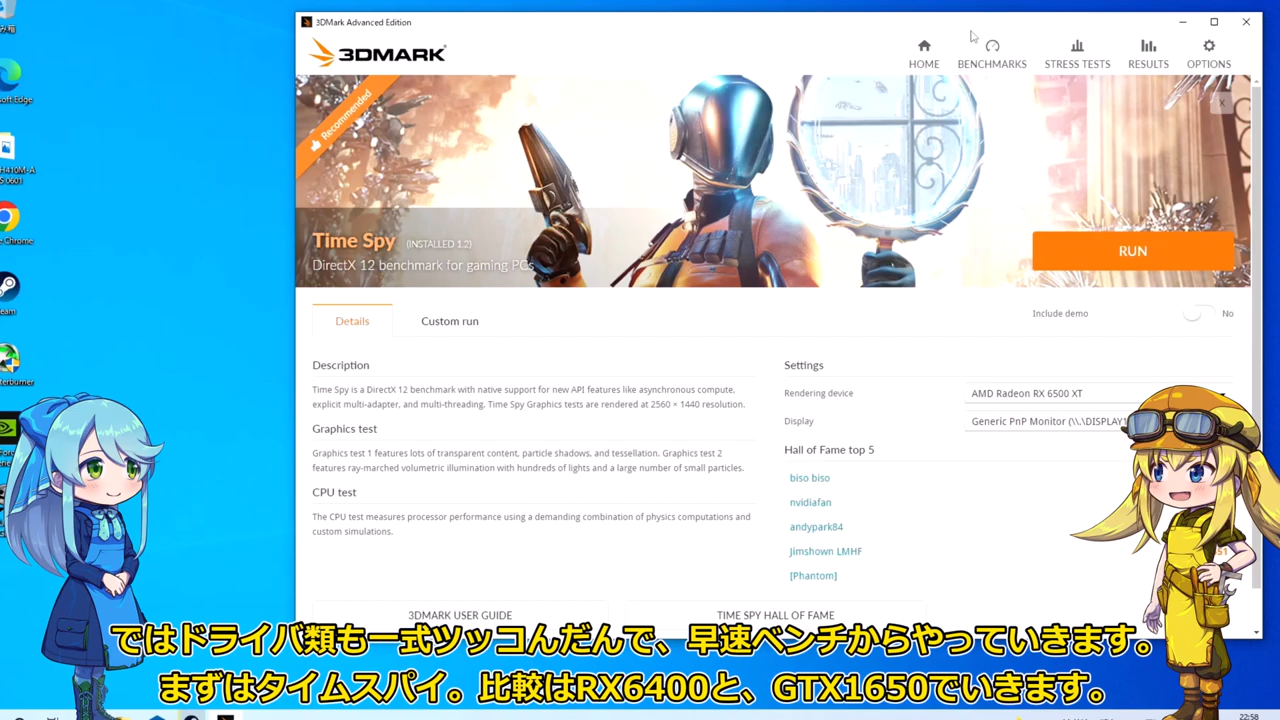 3DMark Advanced Edition
3DMARK
HOME
BENCHMARKS
STRESS TESTS
RESULTS
OPTIONS
Recommended
Time Spy (INSTALLED 1.2)
DirectX 12 benchmark for gaming PCs
RUN
Details
Custom run
Include demo
No
Description
Time Spy is a DirectX 12 benchmark with native support for new API features like asynchronous compute,
explicit multi-adapter, and multi-threading. Time Spy Graphics tests are rendered at 2560 × 1440 resolution.
Graphics test
Graphics test 1 features lots of transparent content, particle shadows, and tessellation. Graphics test 2
features ray-marched volumetric illumination with hundreds of lights and a large number of small particles.
CPU test
The CPU test measures processor performance using a demanding combination of physics computations and
custom simulations.
Settings
Rendering device
AMD Radeon RX 6500 XT
Display
Generic PnP Monitor (\\.\DISPLAY1
Hall of Fame top 5
biso biso
nvidiafan
andypark84
Jimshown LMHF
[Phantom]
51
3DMARK USER GUIDE
TIME SPY HALL OF FAME
ではドライバ類も一式ツッコんだんで、早速ベンチからやっていきます。
まずはタイムスパイ。比較はRX6400と、GTX1650でいきます。
22:58